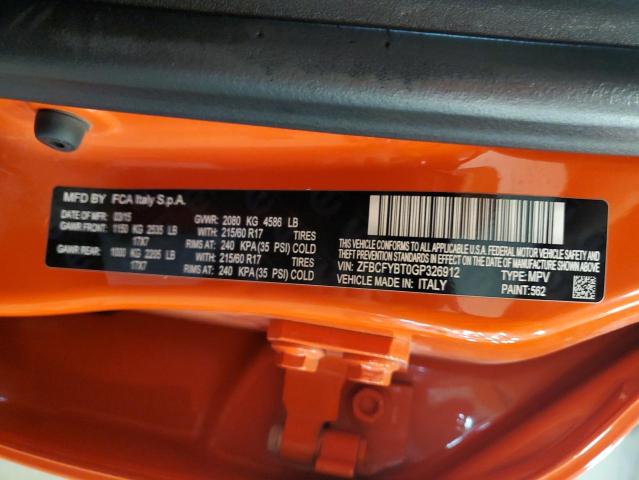 MFD BY FCA Italy S.p.A.
DATE OF MFR 03/15 GVWR: 2080 KG 4586 LB
GAWR FRONT: 1150 KG 2535 LB WITH: 215/60 R17 TIRES
17X7 RIMS AT: 240 KPA(35 PSI) COLD
GAWR REAR: 1000 KG 2205 LB WITH: 215/60 R17 TIRES
17X7 RIMS AT: 240 KPA(35 PSI) COLD
THIS VEHICLE CONFORMS TO ALL APPLICABLE U.S.A. FEDERAL MOTOR VEHICLE SAFETY AND
THEFT PREVENTION STANDARDS IN EFFECT ON THE DATE OF MANUFACTURE SHOWN ABOVE
VIN: ZFBCFYBT0GP326912 TYPE: MPV
VEHICLE MADE IN: ITALY PAINT: 562